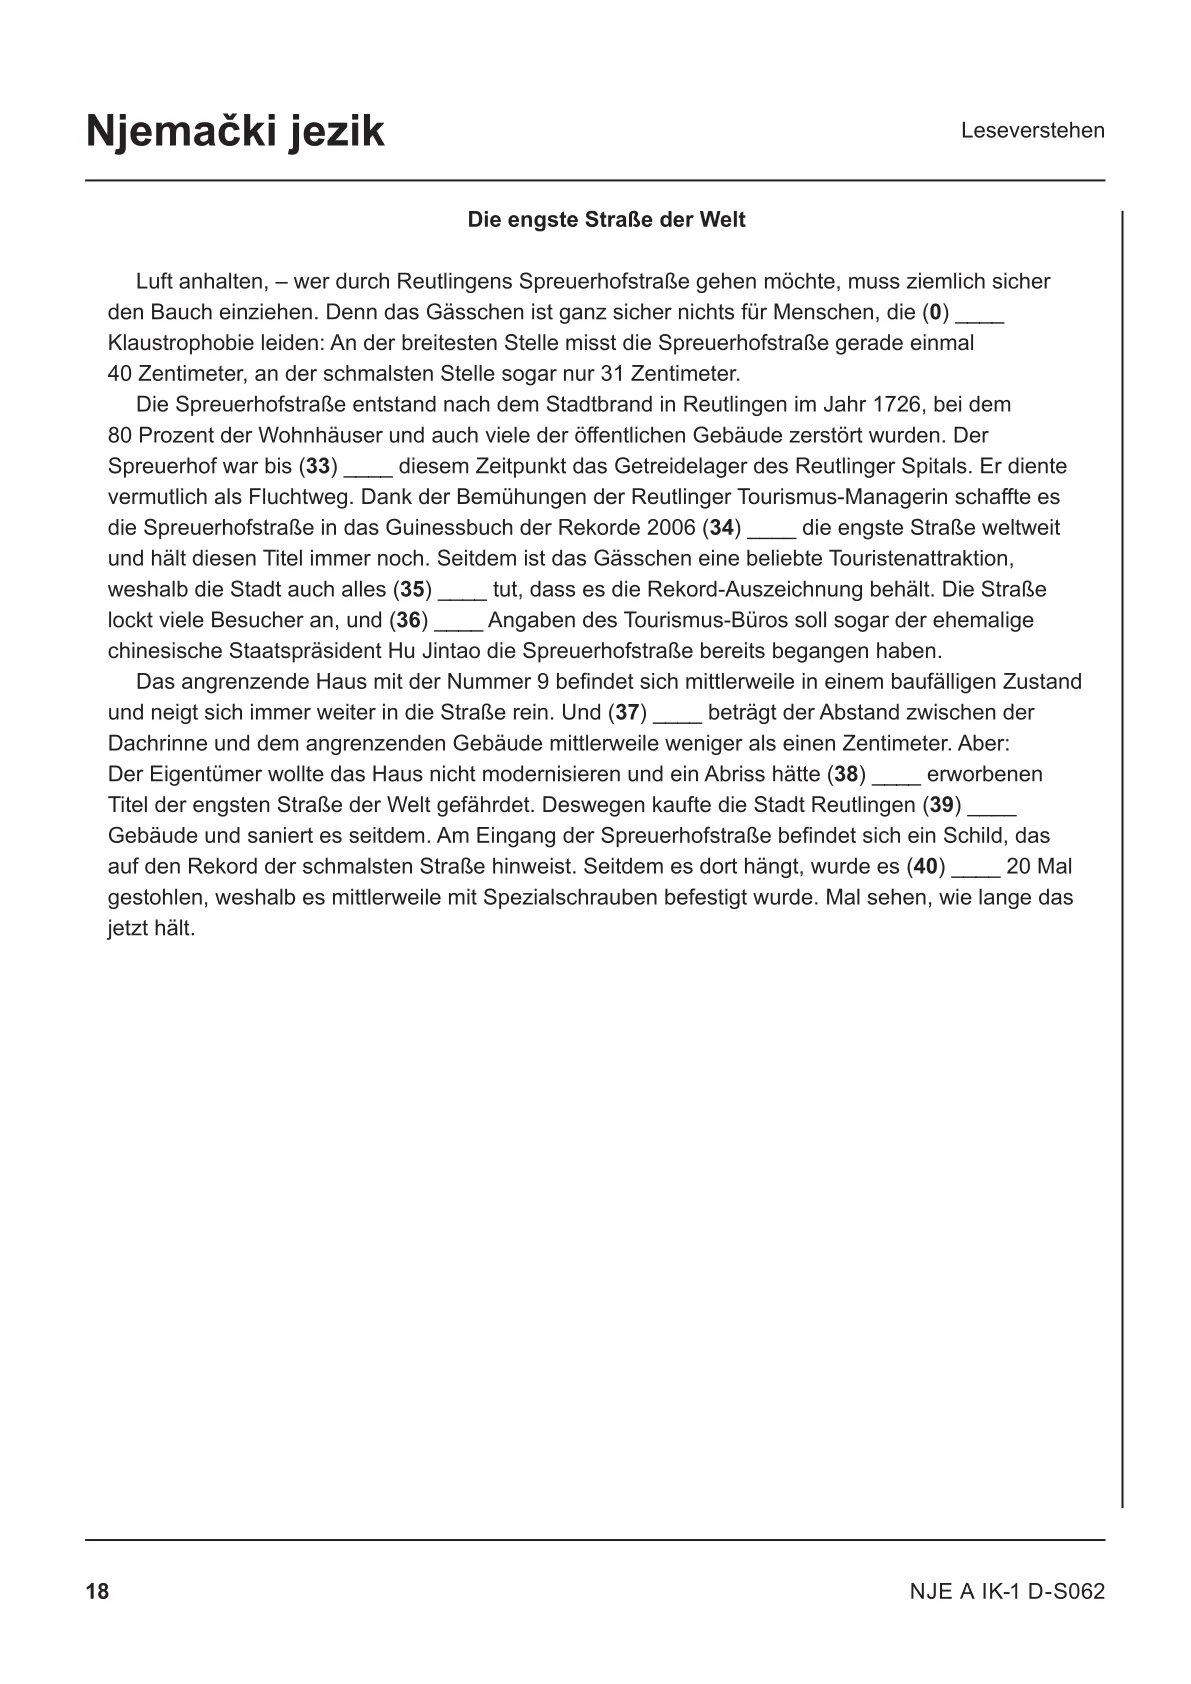 Njemački jezik
Leseverstehen
Die engste Straße der Welt
Luft anhalten, – wer durch Reutlingens Spreuerhofstraße gehen möchte, muss ziemlich sicher
den Bauch einziehen. Denn das Gässchen ist ganz sicher nichts für Menschen, die (0) ____
Klaustrophobie leiden: An der breitesten Stelle misst die Spreuerhofstraße gerade einmal
40 Zentimeter, an der schmalsten Stelle sogar nur 31 Zentimeter.
Die Spreuerhofstraße entstand nach dem Stadtbrand in Reutlingen im Jahr 1726, bei dem
80 Prozent der Wohnhäuser und auch viele der öffentlichen Gebäude zerstört wurden. Der
Spreuerhof war bis (33) ____ diesem Zeitpunkt das Getreidelager des Reutlinger Spitals. Er diente
vermutlich als Fluchtweg. Dank der Bemühungen der Reutlinger Tourismus-Managerin schaffte es
die Spreuerhofstraße in das Guinessbuch der Rekorde 2006 (34) ____ die engste Straße weltweit
und hält diesen Titel immer noch. Seitdem ist das Gässchen eine beliebte Touristenattraktion,
weshalb die Stadt auch alles (35) ____ tut, dass es die Rekord-Auszeichnung behält. Die Straße
lockt viele Besucher an, und (36) ____ Angaben des Tourismus-Büros soll sogar der ehemalige
chinesische Staatspräsident Hu Jintao die Spreuerhofstraße bereits begangen haben.
Das angrenzende Haus mit der Nummer 9 befindet sich mittlerweile in einem baufälligen Zustand
und neigt sich immer weiter in die Straße rein. Und (37) ____ beträgt der Abstand zwischen der
Dachrinne und dem angrenzenden Gebäude mittlerweile weniger als einen Zentimeter. Aber:
Der Eigentümer wollte das Haus nicht modernisieren und ein Abriss hätte (38) ____ erworbenen
Titel der engsten Straße der Welt gefährdet. Deswegen kaufte die Stadt Reutlingen (39) ____
Gebäude und saniert es seitdem. Am Eingang der Spreuerhofstraße befindet sich ein Schild, das
auf den Rekord der schmalsten Straße hinweist. Seitdem es dort hängt, wurde es (40) ____ 20 Mal
gestohlen, weshalb es mittlerweile mit Spezialschrauben befestigt wurde. Mal sehen, wie lange das
jetzt hält.
18
NJE A IK-1 D-S062